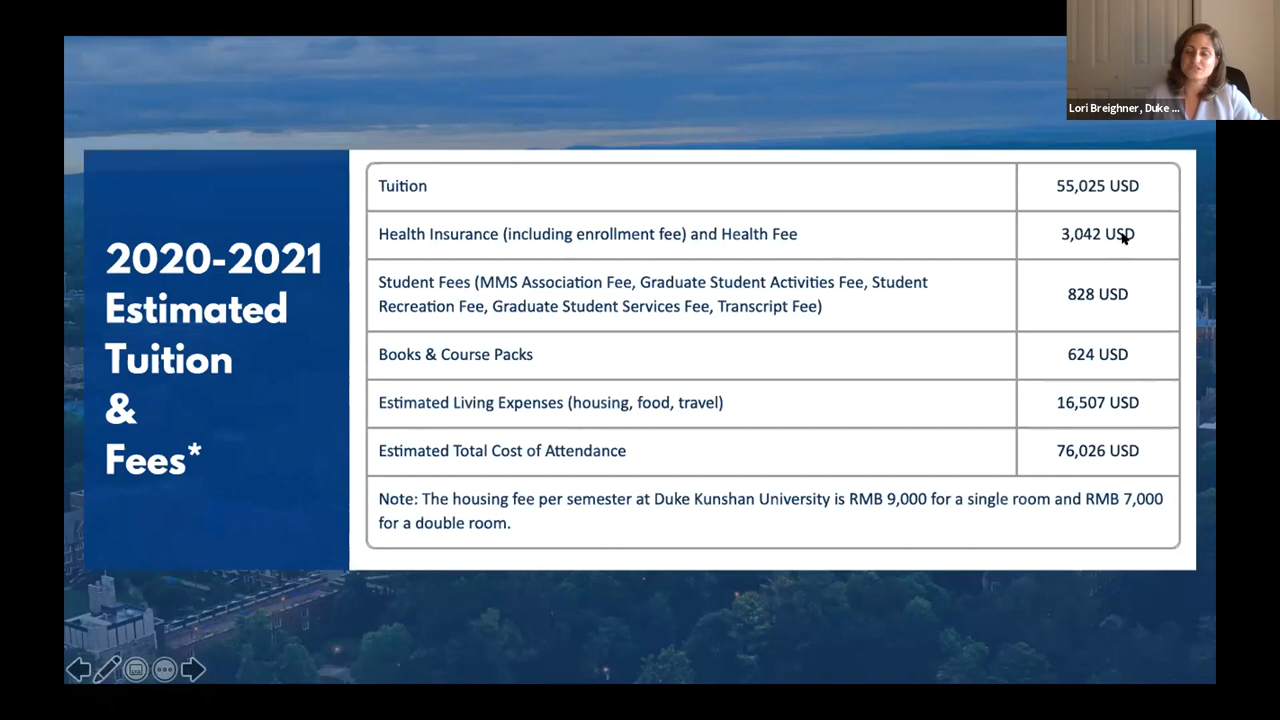 Lori Breighner, Duke ...
2020-2021
Estimated
Tuition
&
Fees*
Tuition 55,025 USD
Health Insurance (including enrollment fee) and Health Fee 3,042 USD
Student Fees (MMS Association Fee, Graduate Student Activities Fee, Student
Recreation Fee, Graduate Student Services Fee, Transcript Fee) 828 USD
Books & Course Packs 624 USD
Estimated Living Expenses (housing, food, travel) 16,507 USD
Estimated Total Cost of Attendance 76,026 USD
Note: The housing fee per semester at Duke Kunshan University is RMB 9,000 for a single room and RMB 7,000
for a double room.